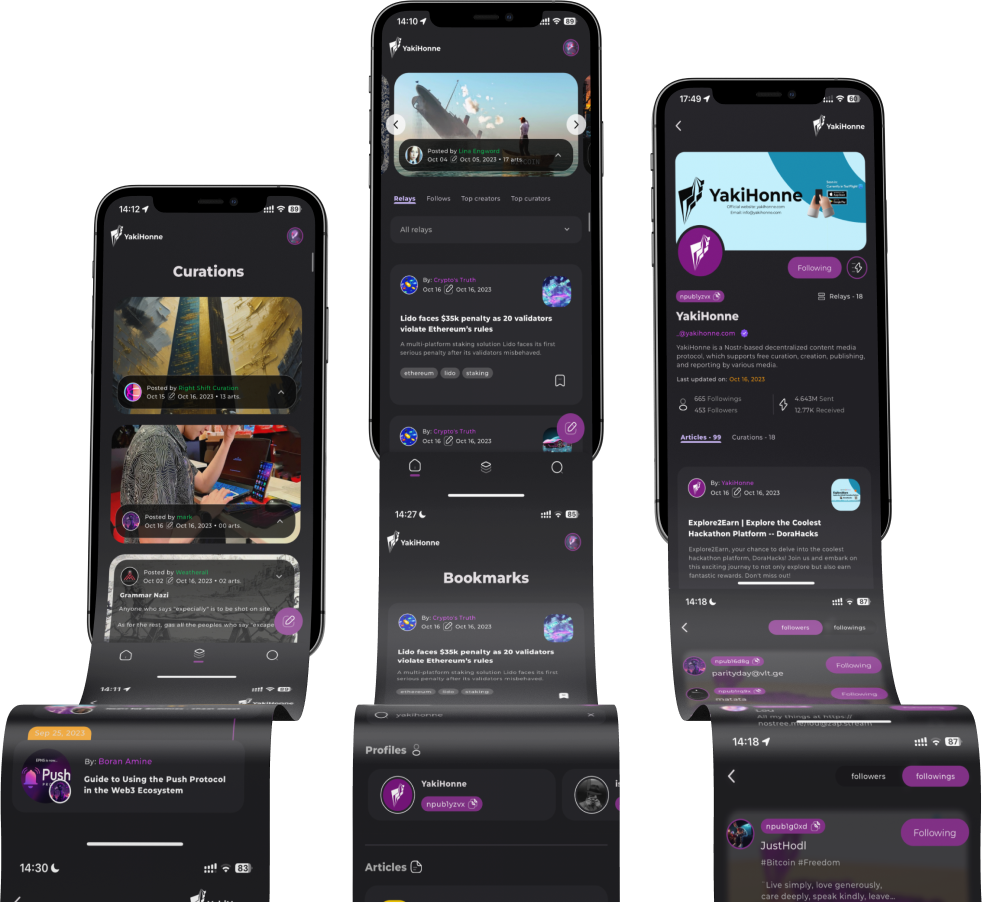 14:12
89
YakiHonne
Curations
Posted by Right Shift Curation
Oct 15 Oct 16, 2023 • 13 arts.
Posted by mark
Oct 16 Oct 16, 2023 • 00 arts.
Posted by Weatherall
Oct 02 Oct 16, 2023 • 02 arts.
Grammar Nazi
Anyone who says "especially" is to be shot on site.
As for the rest, gas all the peoples who say "excape
14:11
89
YakiHonne
Sep 25, 2023
Push
By: Boran Amine
Guide to Using the Push Protocol
in the Web3 Ecosystem
14:30
83
14:10
89
YakiHonne
Posted by Line Engword
Oct 04 Oct 05, 2023 • 17 arts.
Relays Follows Top creators Top curators
All relays
By: Crypto's Truth
Oct 16 Oct 16, 2023
Lido faces $35k penalty as 20 validators
violate Ethereum's rules
A multi-platform staking solution Lido faces its first
serious penalty after its validators misbehaved.
ethereum lido staking
By: Crypto's Truth
Oct 16 Oct 16, 2023
14:27
86
YakiHonne
Bookmarks
By: Crypto's Truth
Oct 16 Oct 16, 2023
Lido faces $35k penalty as 20 validators
violate Ethereum's rules
A multi-platform staking solution Lido faces its first
serious penalty after its validators misbehaved.
ethereum lido staking
yakihonne
Profiles
YakiHonne
npub1yzvx
Articles
17:49
YakiHonne
YakiHonne
Official website: yakihonne.com
Email: info@yakihonne.com
Following
npub1yzvx
Relays - 18
YakiHonne
_@yakihonne.com
YakiHonne is a Nostr-based decentralized content media
protocol, which supports free curation, creation, publishing,
and reporting by various media.
Last updated on: Oct 16, 2023
665 Followings
453 Followers
4.643M Sent
12.77K Received
Articles - 99 Curations - 18
By: YakiHonne
Oct 16 Oct 16, 2023
Explore2Earn | Explore the Coolest
Hackathon Platform -- DoraHacks
Explore2Earn, your chance to delve into the coolest
hackathon platform, DoraHacks! Join us and embark on
this exciting journey to not only explore but also earn
fantastic rewards. Don't miss out!
14:18
87
followers followings
npub16d8g
parityday@vlt.ge
Following
Following
All my things at https://
14:18
87
followers followings
npub1g0xd
JustHodl
Following
#Bitcoin #Freedom
"Live simply, love generously,
care deeply, speak kindly, leave...